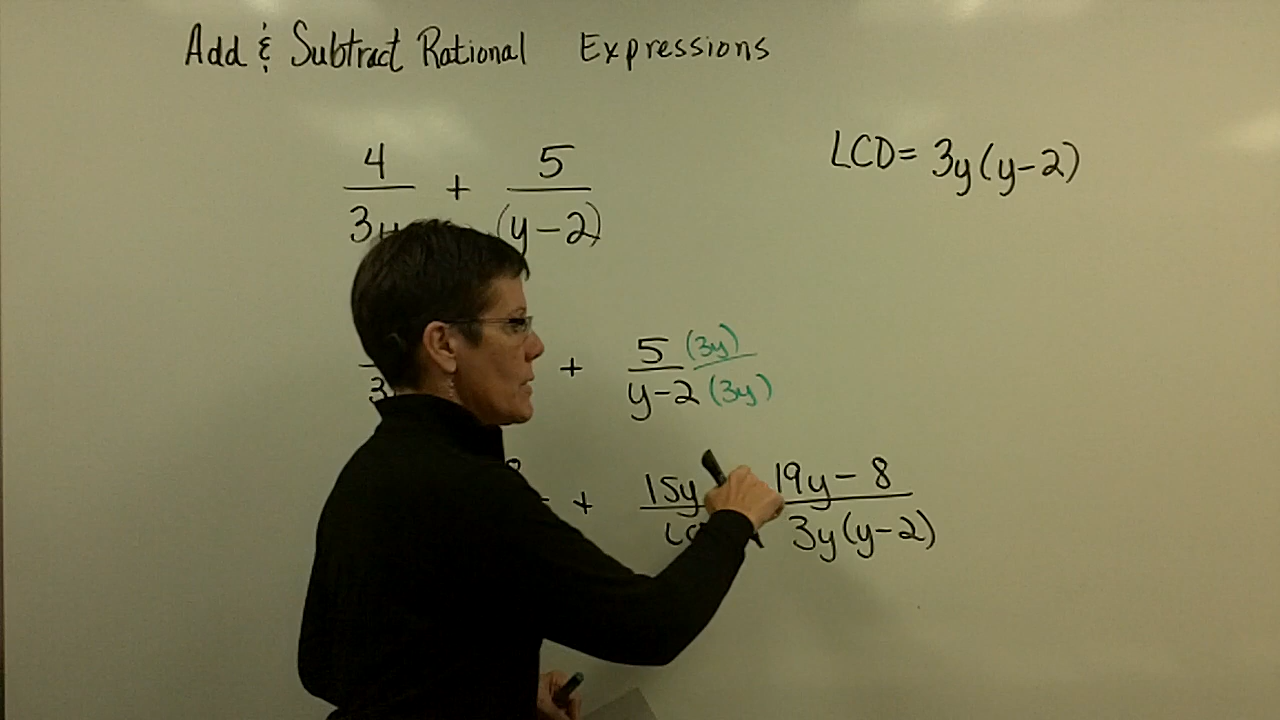 Add & Subtract Rational Expressions
LCD= 3y(y-2)
4 + 5
3y (y-2)
+ 5 (3y)
3 y-2 (3y)
+ 15y 19y - 8
3y(y-2)